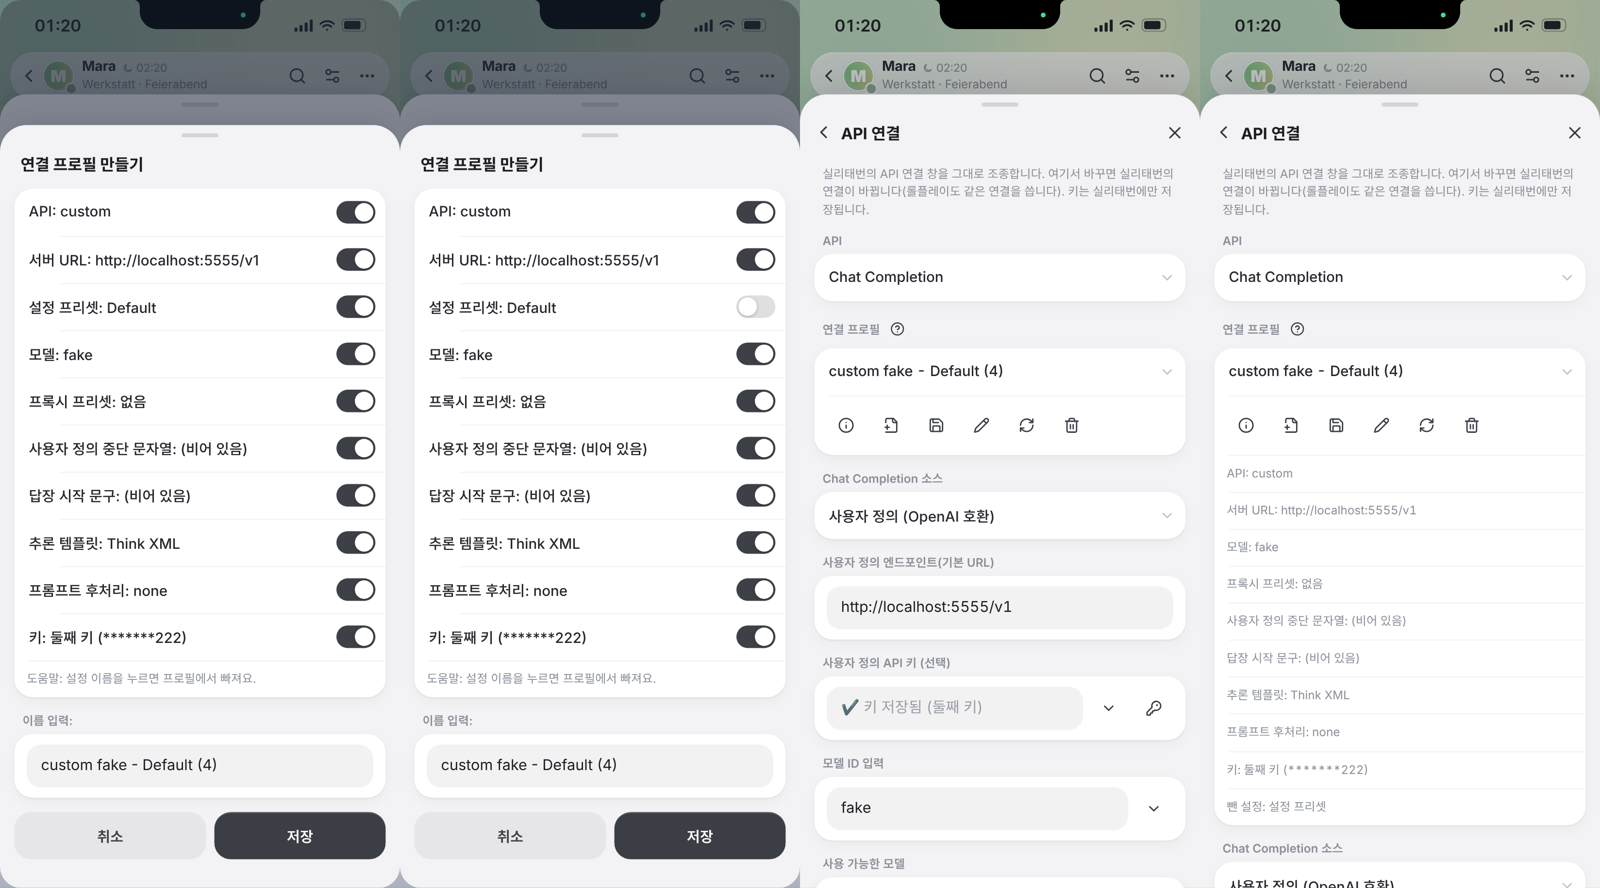 01:20
M
Mara
02:20
Werkstatt · Feierabend
연결 프로필 만들기
API: custom
서버 URL: http://localhost:5555/v1
설정 프리셋: Default
모델: fake
프록시 프리셋: 없음
사용자 정의 중단 문자열: (비어 있음)
답장 시작 문구: (비어 있음)
추론 템플릿: Think XML
프롬프트 후처리: none
키: 둘째 키 (*******222)
도움말: 설정 이름을 누르면 프로필에서 빠져요.
이름 입력:
custom fake - Default (4)
취소
저장
01:20
M
Mara
02:20
Werkstatt · Feierabend
연결 프로필 만들기
API: custom
서버 URL: http://localhost:5555/v1
설정 프리셋: Default
모델: fake
프록시 프리셋: 없음
사용자 정의 중단 문자열: (비어 있음)
답장 시작 문구: (비어 있음)
추론 템플릿: Think XML
프롬프트 후처리: none
키: 둘째 키 (*******222)
도움말: 설정 이름을 누르면 프로필에서 빠져요.
이름 입력:
custom fake - Default (4)
취소
저장
01:20
M
Mara
02:20
Werkstatt · Feierabend
API 연결
실리태번의 API 연결 창을 그대로 조종합니다. 여기서 바꾸면 실리태번의
연결이 바뀝니다(롤플레이도 같은 연결을 씁니다). 키는 실리태번에만 저
장됩니다.
API
Chat Completion
연결 프로필
custom fake - Default (4)
Chat Completion 소스
사용자 정의 (OpenAI 호환)
사용자 정의 엔드포인트(기본 URL)
http://localhost:5555/v1
사용자 정의 API 키 (선택)
✔ 키 저장됨 (둘째 키)
모델 ID 입력
fake
사용 가능한 모델
01:20
M
Mara
02:20
Werkstatt · Feierabend
API 연결
실리태번의 API 연결 창을 그대로 조종합니다. 여기서 바꾸면 실리태번의
연결이 바뀝니다(롤플레이도 같은 연결을 씁니다). 키는 실리태번에만 저
장됩니다.
API
Chat Completion
연결 프로필
custom fake - Default (4)
API: custom
서버 URL: http://localhost:5555/v1
모델: fake
프록시 프리셋: 없음
사용자 정의 중단 문자열: (비어 있음)
답장 시작 문구: (비어 있음)
추론 템플릿: Think XML
프롬프트 후처리: none
키: 둘째 키 (*******222)
뺀 설정: 설정 프리셋
Chat Completion 소스
사용자 정의 (OpenAI 호환)